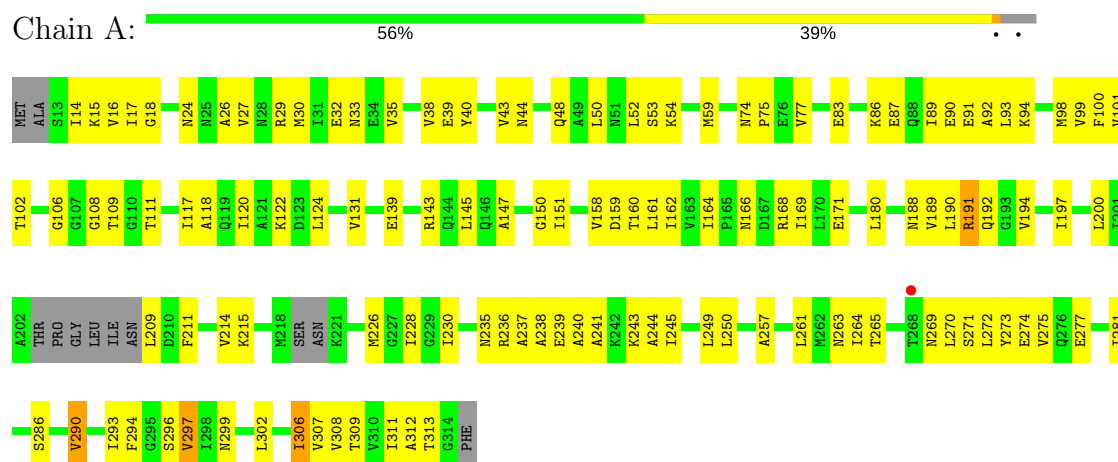 Chain A:
56% 39% • •
MET ALA S13 I14 K15 V16 I17 G18 N24 N25 A26 V27 N28 R29 M30 I31 E32 N33 E34 V35 V38 E39 Y40 V43 N44 Q48 A49 L50 N51 L52 S53 K54 M59 N74 P75 E76 V77 E83 K86 E87 Q88 I89 E90 E91 A92 L93 K94 M98 V99 F100 V101
T102 G106 G107 G108 T109 G110 T111 I117 A118 Q119 I120 A121 K122 D123 L124 V131 E139 R143 Q144 L145 Q146 A147 G150 I151 V158 D159 T160 L161 I162 V163 I164 P165 N166 D167 R168 I169 L170 E171 L180 N188 V189 L190 R191 Q192 G193 V194 I197 L200 I201
A202 THR PRO GLY LEU ILE ASN L209 D210 F211 V214 K215 M218 SER ASN K221 M226 G227 I228 G229 I230 N235 R236 A237 A238 E239 A240 A241 K242 K243 A244 I245 L249 L250 A257 L261 M262 N263 I264 T265 T268 N269 L270 S271 L272 Y273 E274 V275 Q276 E277 I281
S286 V290 I293 F294 G295 S296 V297 I298 N299 L302 I306 V307 V308 T309 V310 I311 A312 T313 G314 PHE